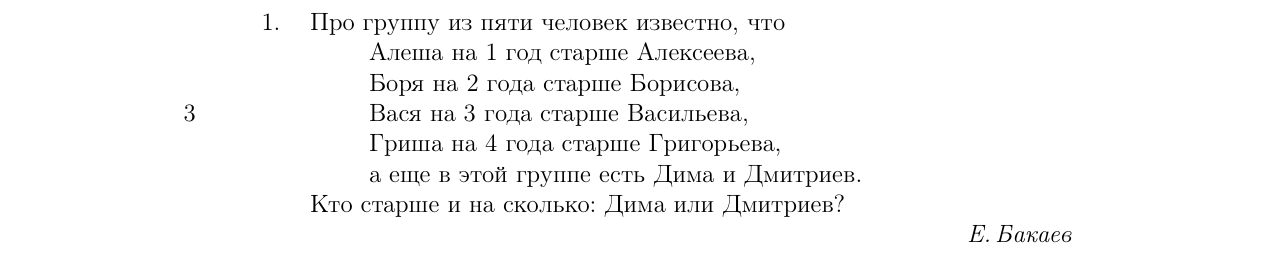 1. Про группу из пяти человек известно, что
Алеша на 1 год старше Алексеева,
Боря на 2 года старше Борисова,
3 Вася на 3 года старше Васильева,
Гриша на 4 года старше Григорьева,
а еще в этой группе есть Дима и Дмитриев.
Кто старше и на сколько: Дима или Дмитриев?
Е. Бакаев